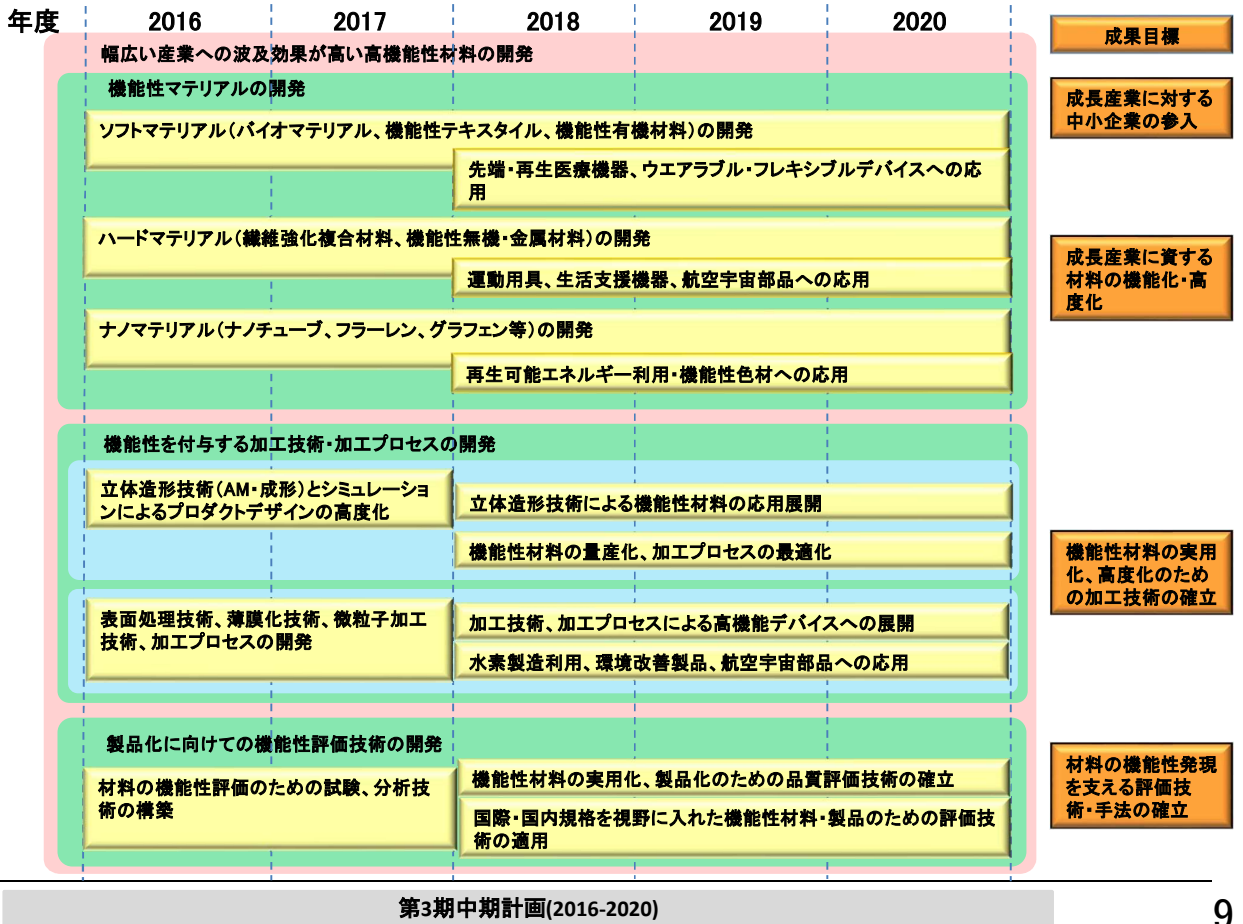 年度 2016 2017 2018 2019 2020
幅広い産業への波及効果が高い高機能性材料の開発
機能性マテリアルの開発
ソフトマテリアル(バイオマテリアル、機能性テキスタイル、機能性有機材料)の開発
先端・再生医療機器、ウエアラブル・フレキシブルデバイスへの応
用
ハードマテリアル(繊維強化複合材料、機能性無機・金属材料)の開発
運動用具、生活支援機器、航空宇宙部品への応用
ナノマテリアル(ナノチューブ、フラーレン、グラフェン等)の開発
再生可能エネルギー利用・機能性色材への応用
機能性を付与する加工技術・加工プロセスの開発
立体造形技術(AM・成形)とシミュレーショ
ンによるプロダクトデザインの高度化
立体造形技術による機能性材料の応用展開
機能性材料の量産化、加工プロセスの最適化
表面処理技術、薄膜化技術、微粒子加工
技術、加工プロセスの開発
加工技術、加工プロセスによる高機能デバイスへの展開
水素製造利用、環境改善製品、航空宇宙部品への応用
製品化に向けての機能性評価技術の開発
材料の機能性評価のための試験、分析技
術の構築
機能性材料の実用化、製品化のための品質評価技術の確立
国際・国内規格を視野に入れた機能性材料・製品のための評価技
術の適用
成果目標
成長産業に対する
中小企業の参入
成長産業に資する
材料の機能化・高
度化
機能性材料の実用
化、高度化のため
の加工技術の確立
材料の機能性発現
を支える評価技
術・手法の確立
第3期中期計画(2016-2020)
9